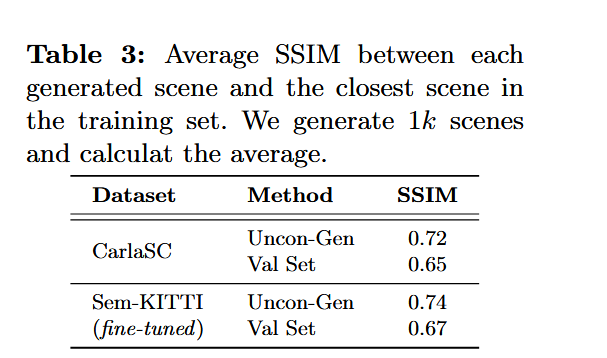 Table 3: Average SSIM between each
generated scene and the closest scene in
the training set. We generate 1k scenes
and calculat the average.
Dataset Method SSIM
CarlaSC
Uncon-Gen 0.72
Val Set 0.65
Sem-KITTI Uncon-Gen 0.74
(fine-tuned) Val Set 0.67